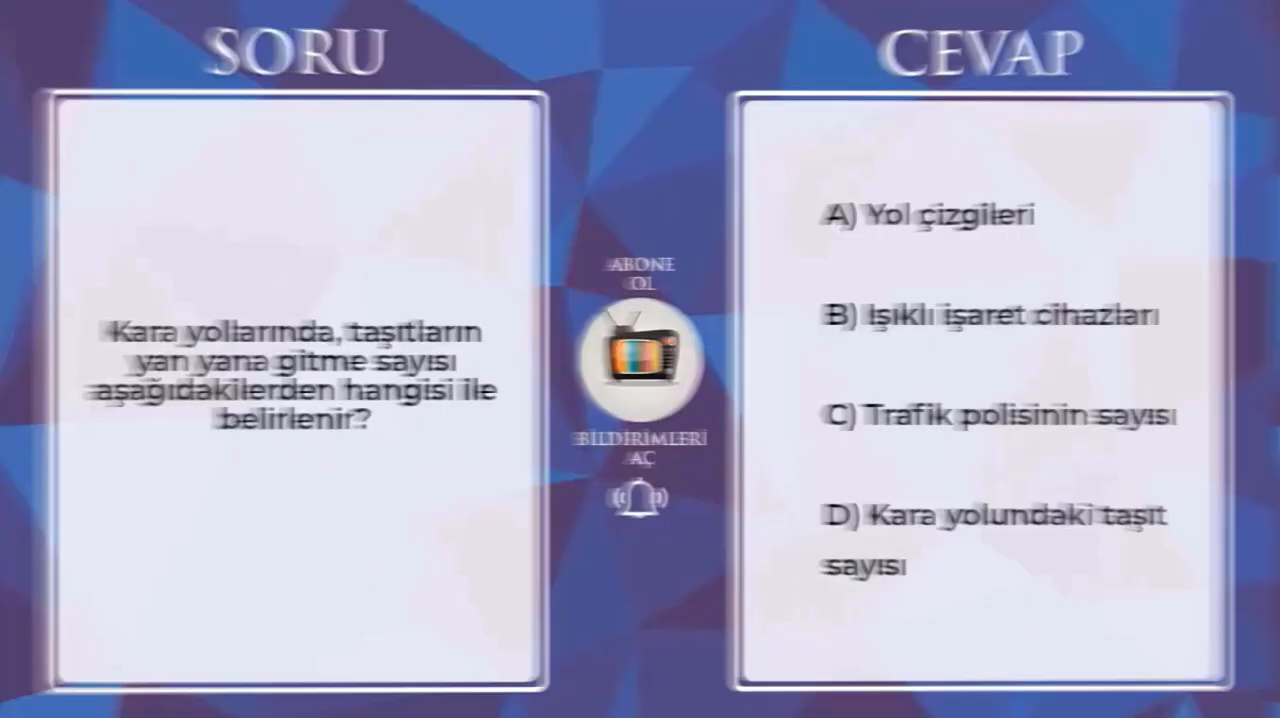 SORU
Kara yollarında, taşıtların
yan yana gitme sayısı
aşağıdakilerden hangisi ile
belirlenir?
ABONE
OL
BİLDİRİMLERİ
AÇ
CEVAP
A) Yol çizgileri
B) Işıklı işaret cihazları
C) Trafik polisinin sayısı
D) Kara yolundaki taşıt
sayısı